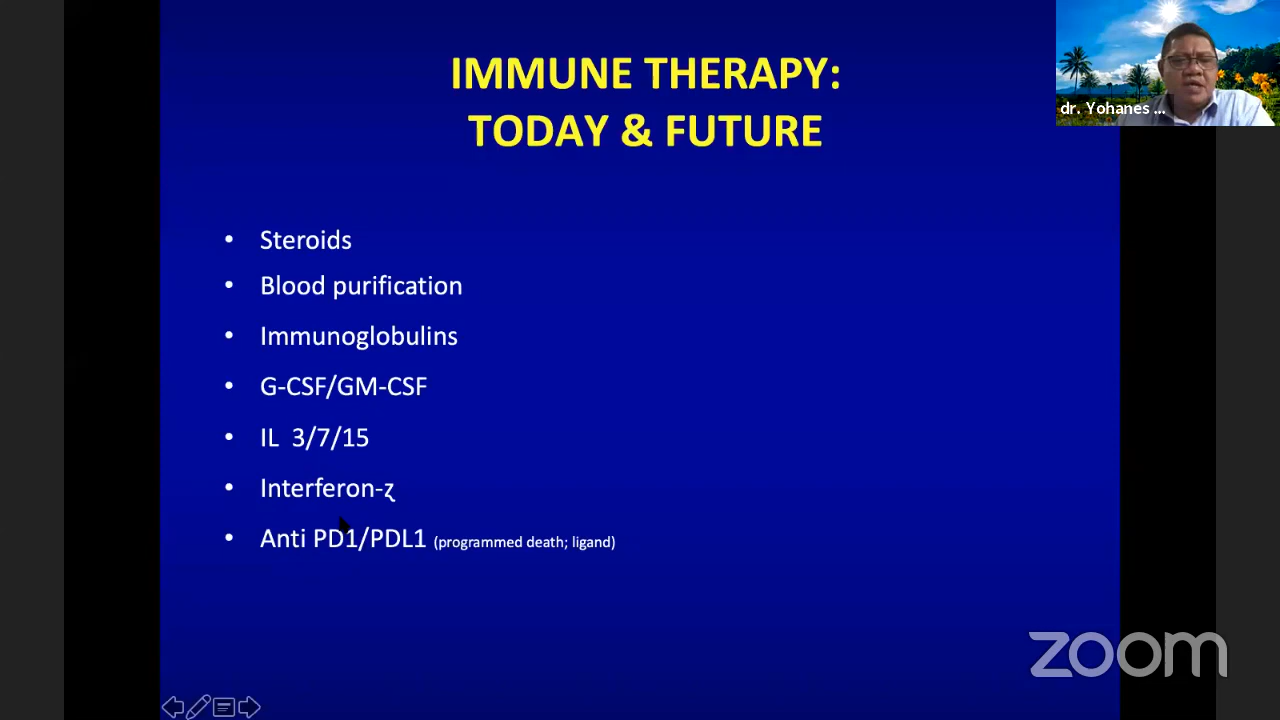 IMMUNE THERAPY:
TODAY & FUTURE
dr. Yohanes ...
• Steroids
• Blood purification
• Immunoglobulins
• G-CSF/GM-CSF
• IL 3/7/15
• Interferon-ɀ
• Anti PD1/PDL1 (programmed death; ligand)
zoom